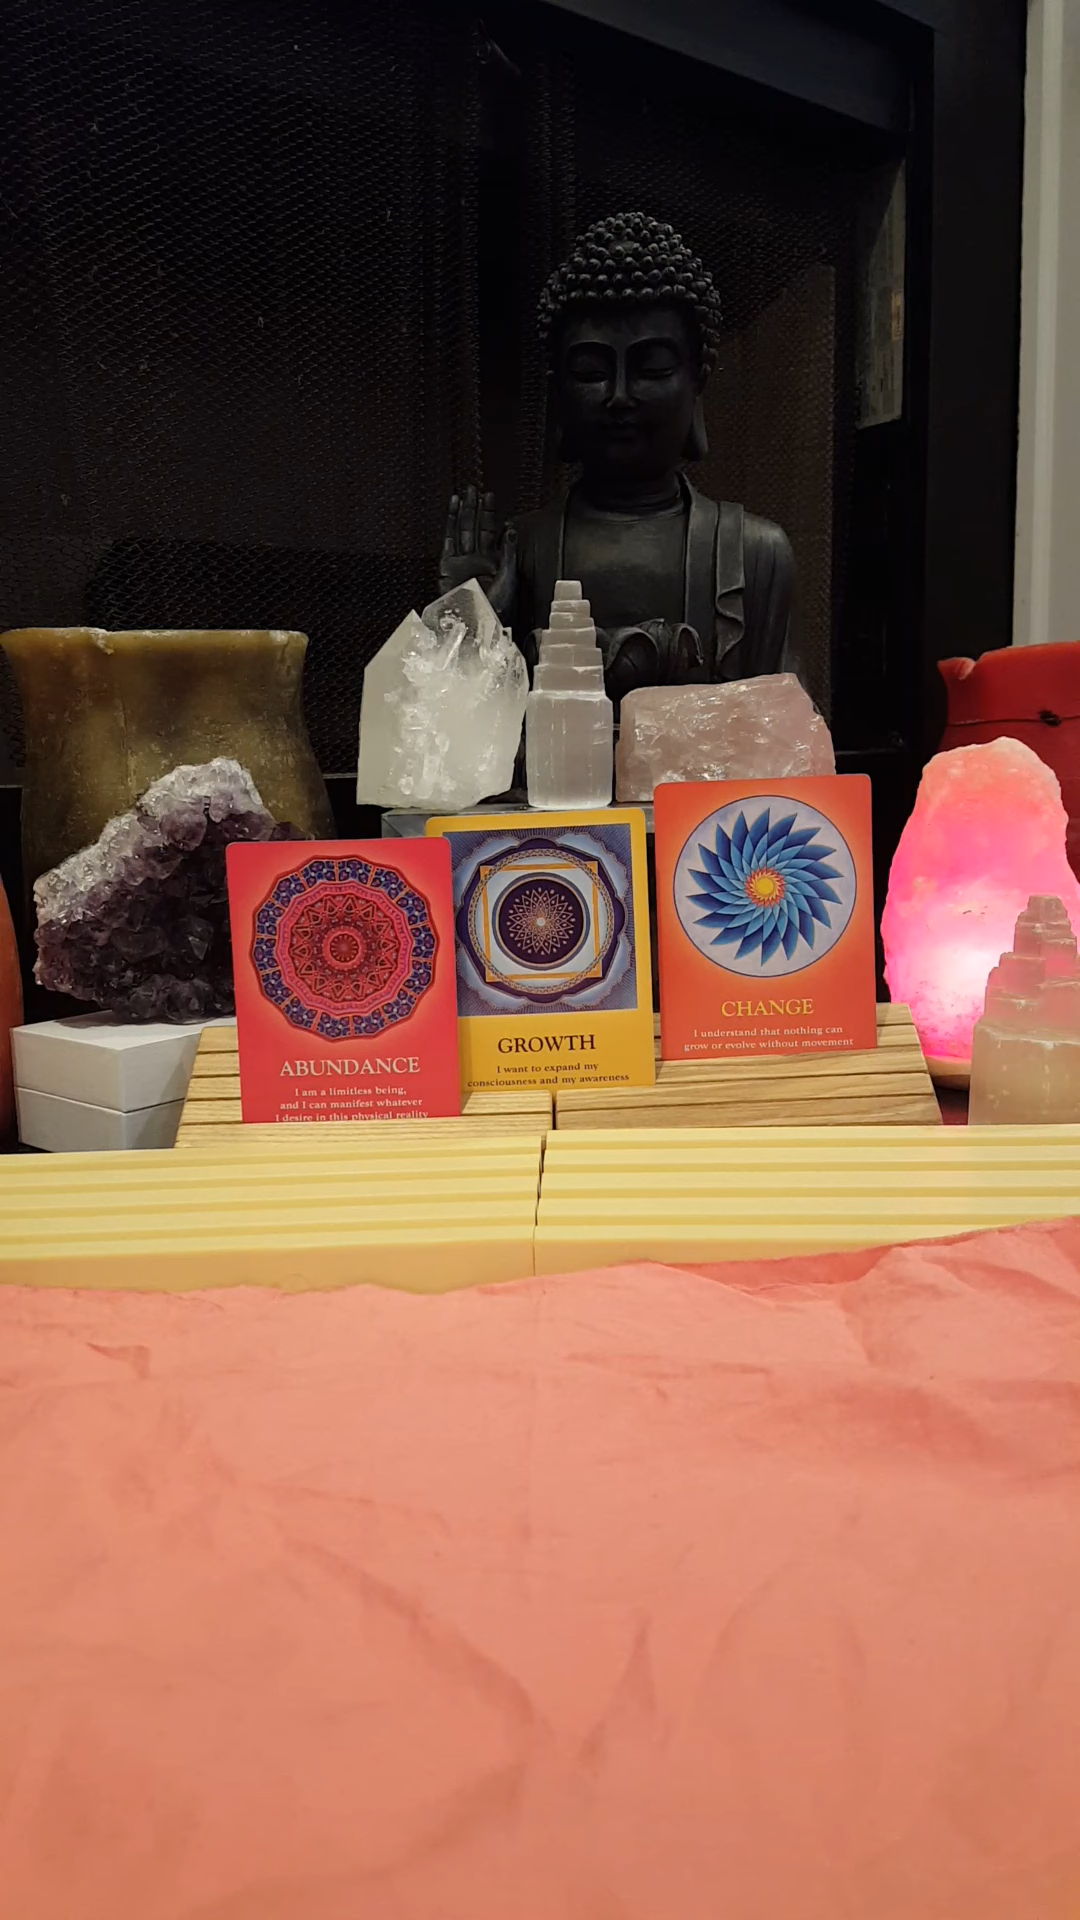 ABUNDANCE
I am a limitless being,
and I can manifest whatever
I desire in this physical reality
GROWTH
I want to expand my
consciousness and my awareness
CHANGE
I understand that nothing can
grow or evolve without movement